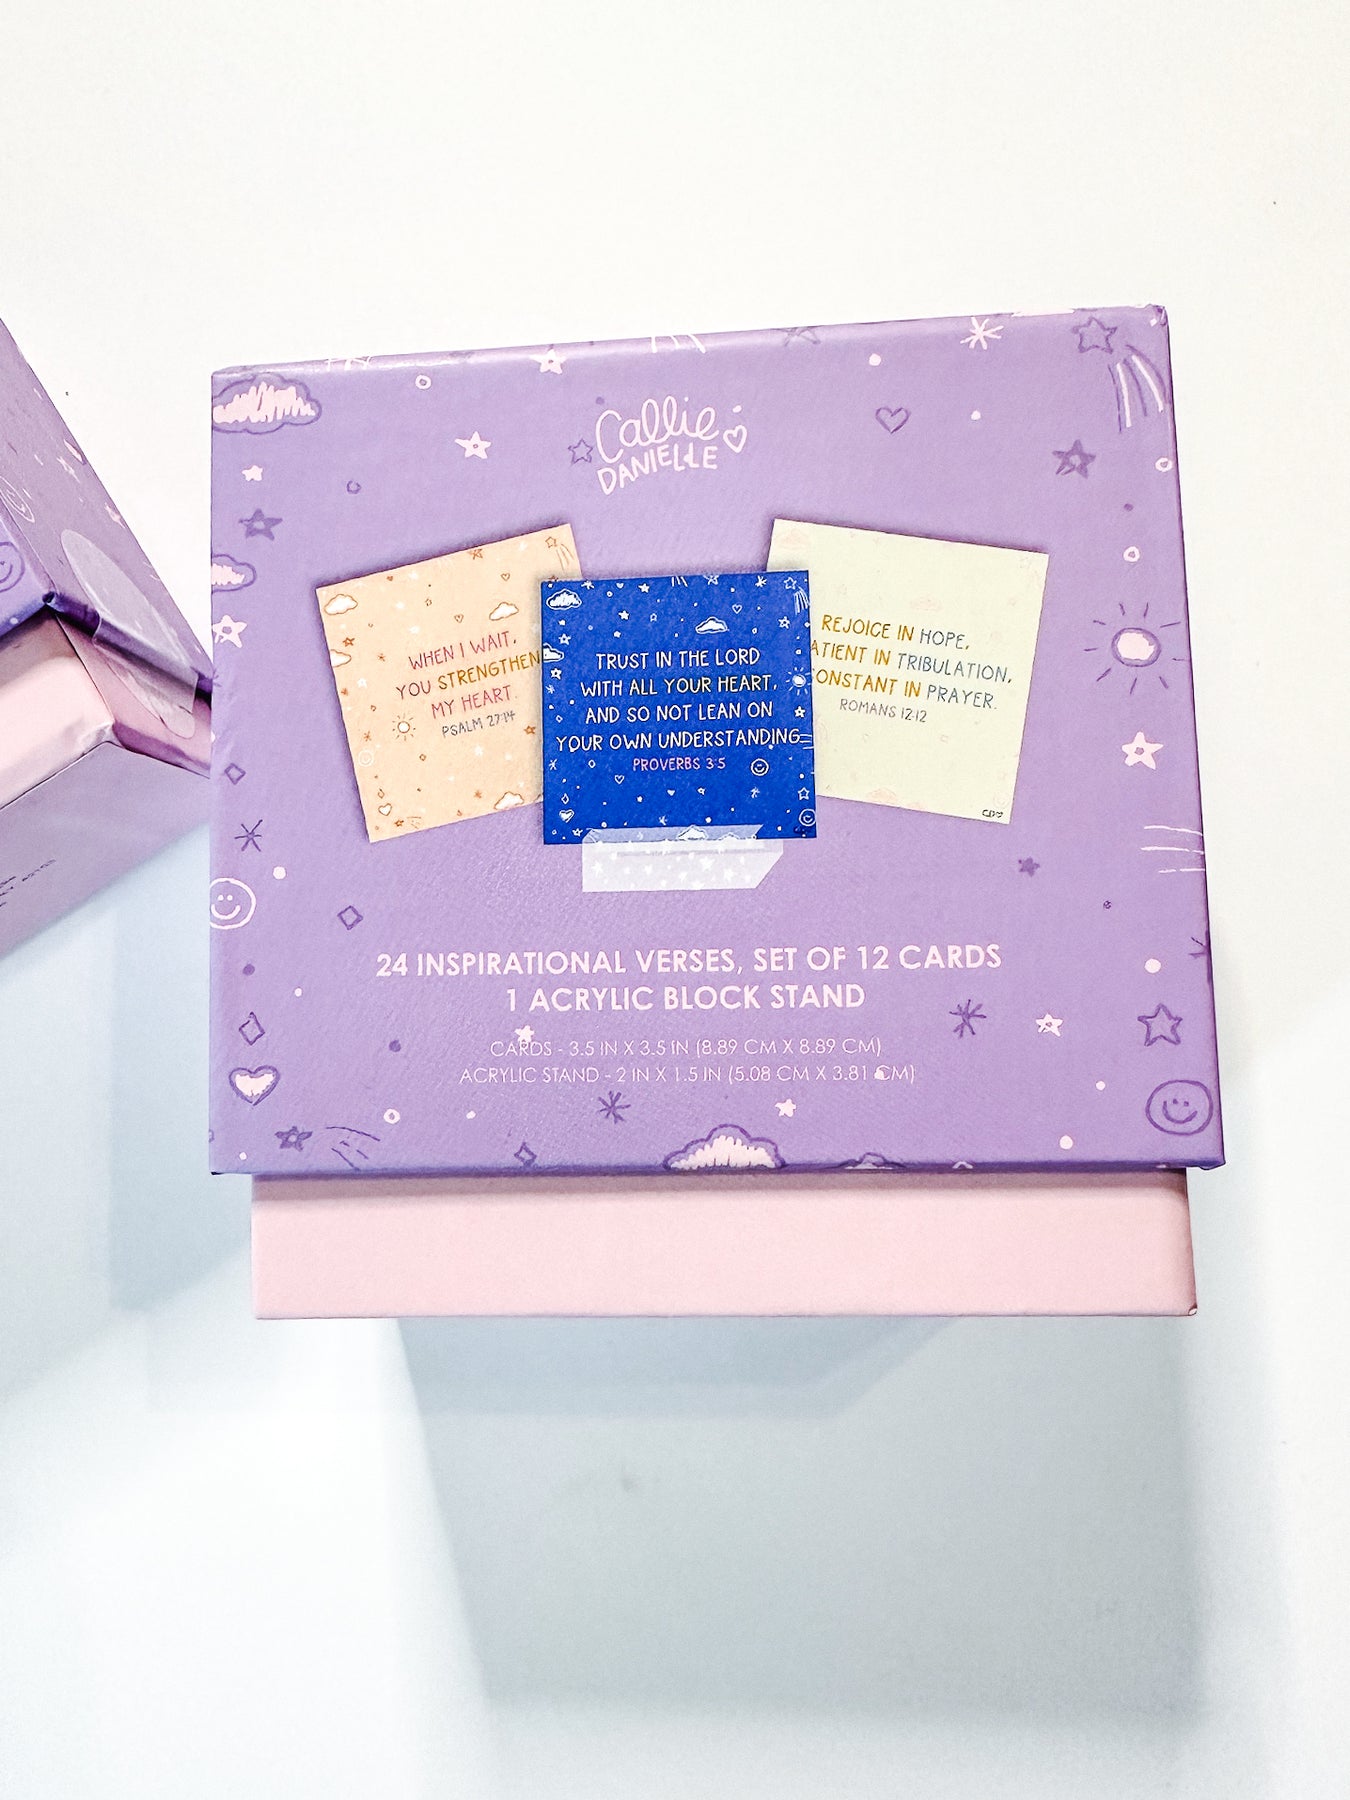 Callie
DANIELLE
WHEN I WAIT,
YOU STRENGTHEN
MY HEART.
PSALM 27:14
TRUST IN THE LORD
WITH ALL YOUR HEART,
AND SO NOT LEAN ON
YOUR OWN UNDERSTANDING
PROVERBS 3:5
REJOICE IN HOPE,
ATIENT IN TRIBULATION,
ONSTANT IN PRAYER.
ROMANS 12:12
CD
24 INSPIRATIONAL VERSES, SET OF 12 CARDS
1 ACRYLIC BLOCK STAND
CARDS - 3.5 IN X 3.5 IN (8.89 CM X 8.89 CM)
ACRYLIC STAND - 2 IN X 1.5 IN (5.08 CM X 3.81 CM)